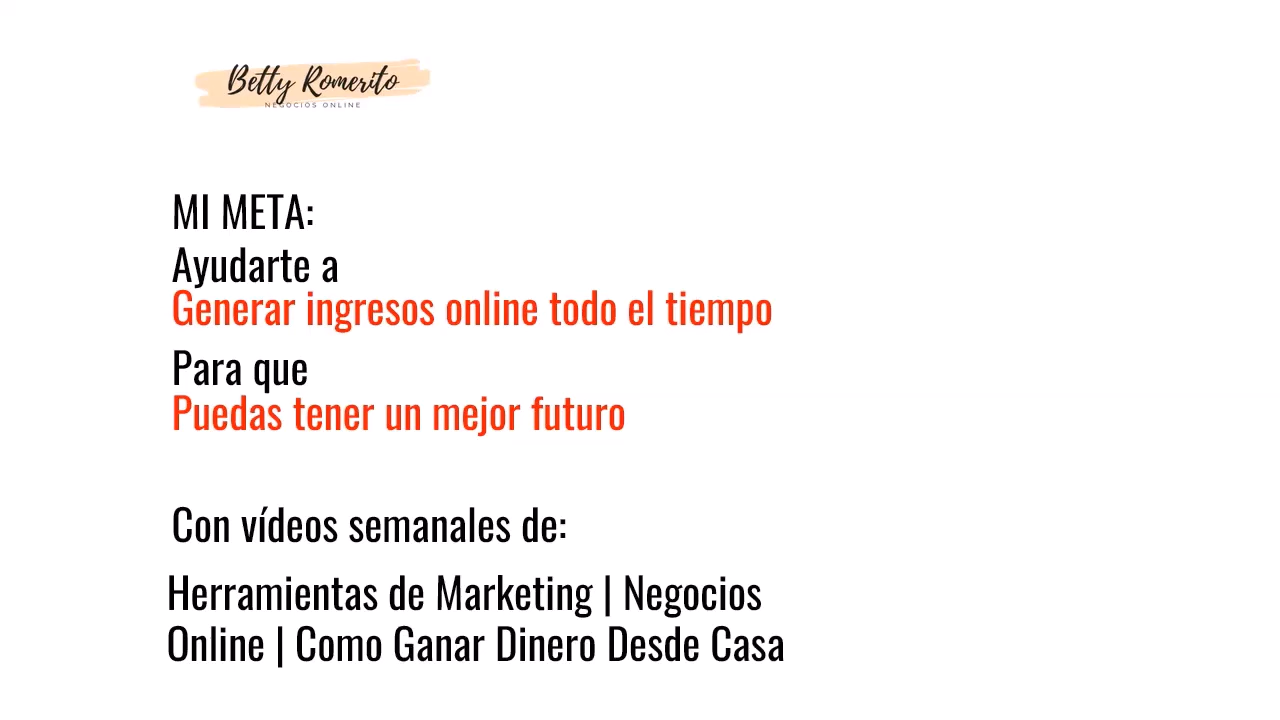 Betty Romerito
NEGOCIOS ONLINE
MI META:
Ayudarte a
Generar ingresos online todo el tiempo
Para que
Puedas tener un mejor futuro
Con vídeos semanales de:
Herramientas de Marketing | Negocios
Online | Como Ganar Dinero Desde Casa